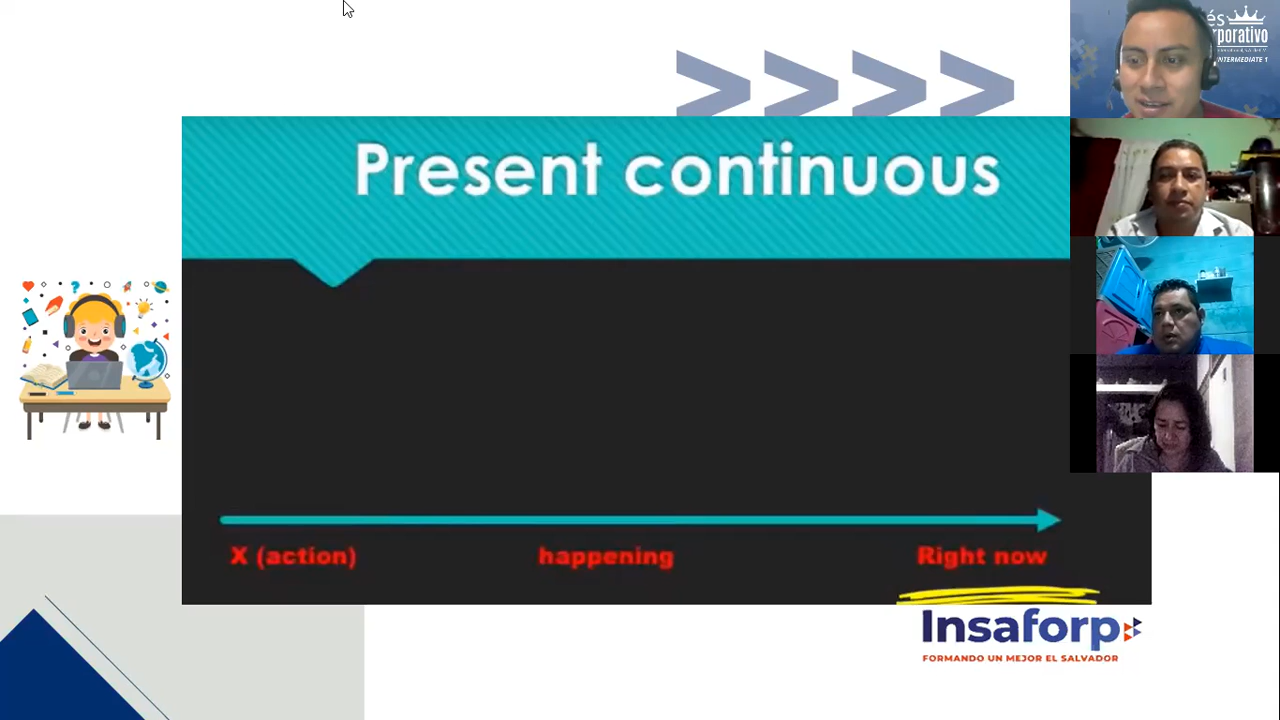 Present continuous
X (action) happening Right now
Insaforp
FORMANDO UN MEJOR EL SALVADOR
INTERMEDIATE 1